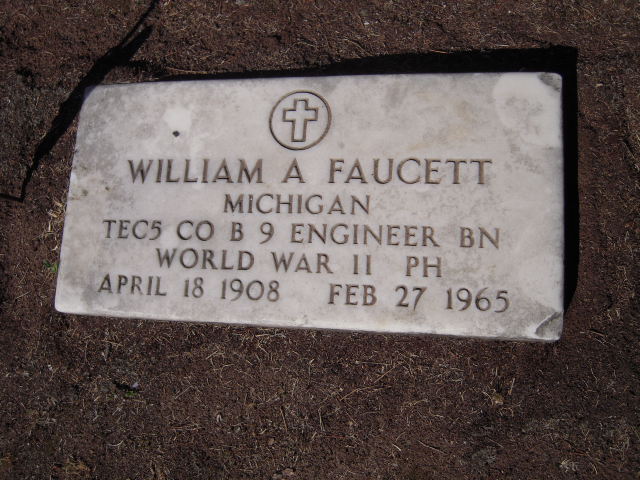 WILLIAM A FAUCETT
MICHIGAN
TEC5 CO B 9 ENGINEER BN
WORLD WAR II PH
APRIL 18 1908 FEB 27 1965